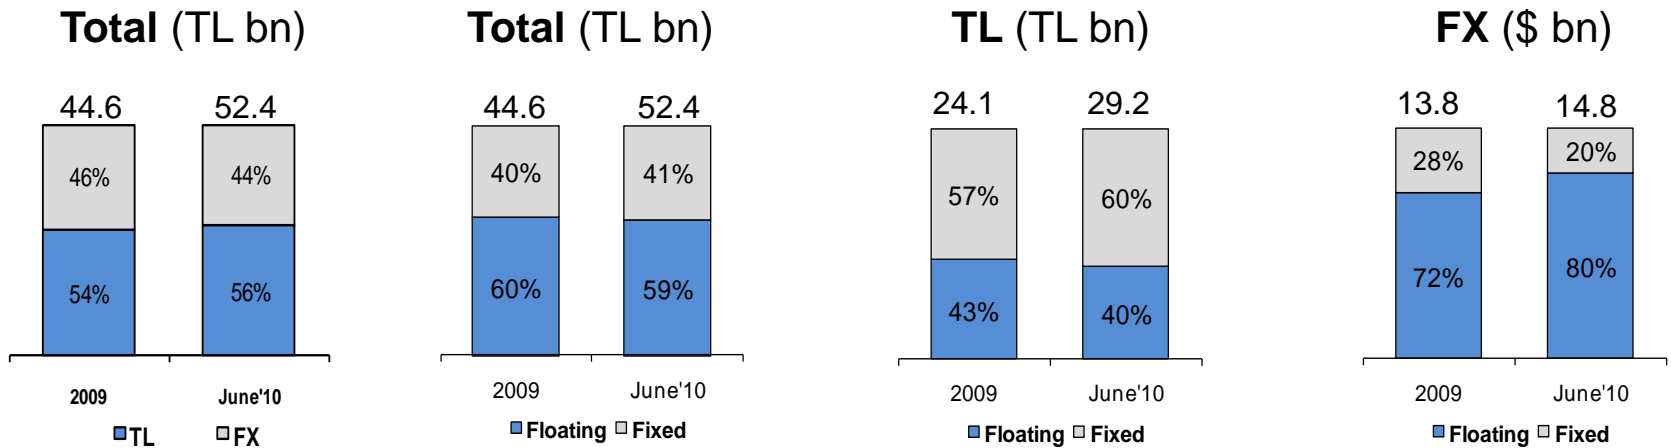 Total (TL bn)
44.6 52.4
46% 44%
54% 56%
2009 June'10
TL FX
Total (TL bn)
44.6 52.4
40% 41%
60% 59%
2009 June'10
Floating Fixed
TL (TL bn)
24.1 29.2
57% 60%
43% 40%
2009 June'10
Floating Fixed
FX ($ bn)
13.8 14.8
28% 20%
72% 80%
2009 June'10
Floating Fixed